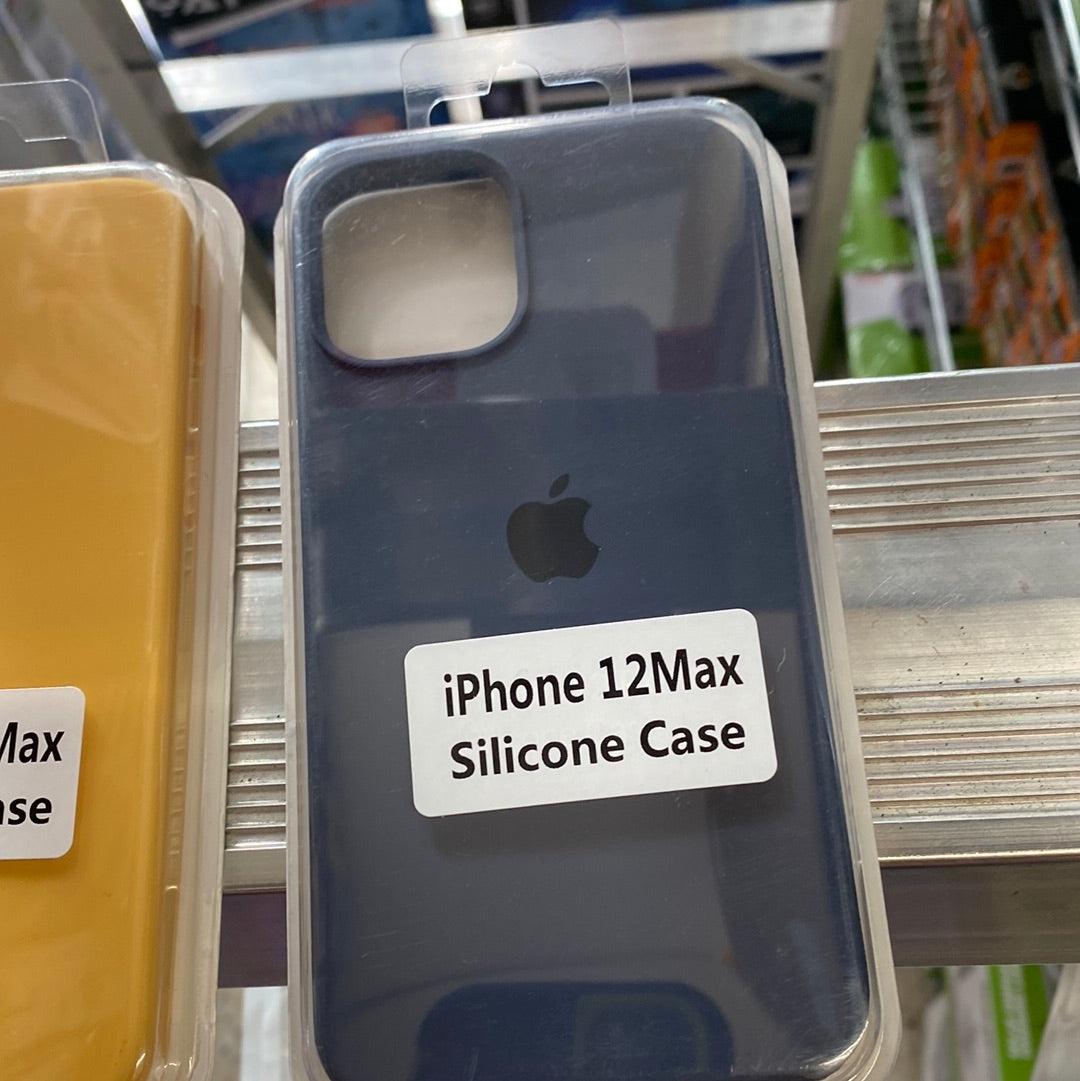 Max
ase
iPhone 12Max
Silicone Case